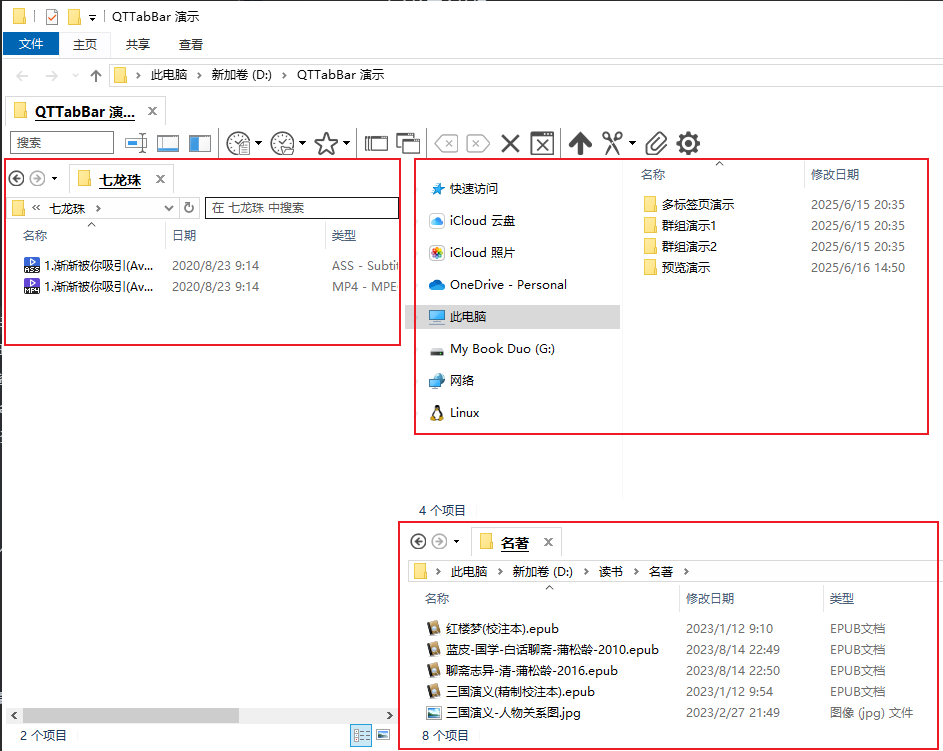 QTTabBar 演示
文件 主页 共享 查看
此电脑 新加卷 (D:) QTTabBar 演示
QTTabBar 演...
搜索
七龙珠
« 七龙珠
在 七龙珠 中搜索
名称 日期 类型
ASS 1.渐渐被你吸引(Av... 2020/8/23 9:14 ASS - Subtit
MP4 1.渐渐被你吸引(Av... 2020/8/23 9:14 MP4 - MPE
2 个项目
快速访问
iCloud 云盘
iCloud 照片
OneDrive - Personal
此电脑
My Book Duo (G:)
网络
Linux
名称 修改日期
多标签页演示 2025/6/15 20:35
群组演示1 2025/6/15 20:35
群组演示2 2025/6/15 20:35
预览演示 2025/6/16 14:50
4 个项目
名著
此电脑 新加卷 (D:) 读书 名著
名称 修改日期 类型
红楼梦(校注本).epub 2023/1/12 9:10 EPUB文档
蓝皮-国学-白话聊斋-蒲松龄-2010.epub 2023/8/14 22:49 EPUB文档
聊斋志异-清-蒲松龄-2016.epub 2023/8/14 22:50 EPUB文档
三国演义(精制校注本).epub 2023/1/12 9:54 EPUB文档
三国演义-人物关系图.jpg 2023/2/27 21:49 图像 (jpg) 文件
8 个项目